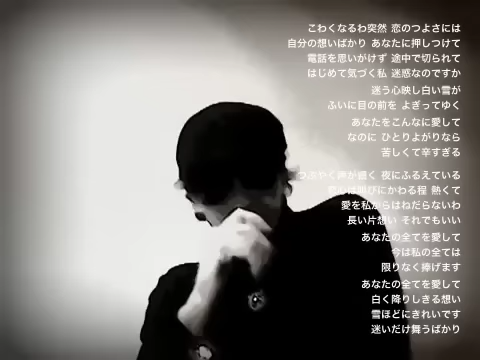 こわくなるわ突然 恋のつよさには
自分の想いばかり あなたに押しつけて
電話を思いがけず 途中で切られて
はじめて気づく私 迷惑なのですか
迷う心映し白い雪が
ふいに目の前を よぎってゆく
あなたをこんなに愛して
なのに ひとりよがりなら
苦しくて辛すぎる
つぶやく声が響く 夜にふるえている
叫びにかわる程 熱くて
愛を私からはねだらないわ
長い片想い それでもいい
あなたの全てを愛して
今は私の全ては
限りなく捧げます
あなたの全てを愛して
白く降りしきる想い
雪ほどにきれいです
迷いだけ舞うばかり